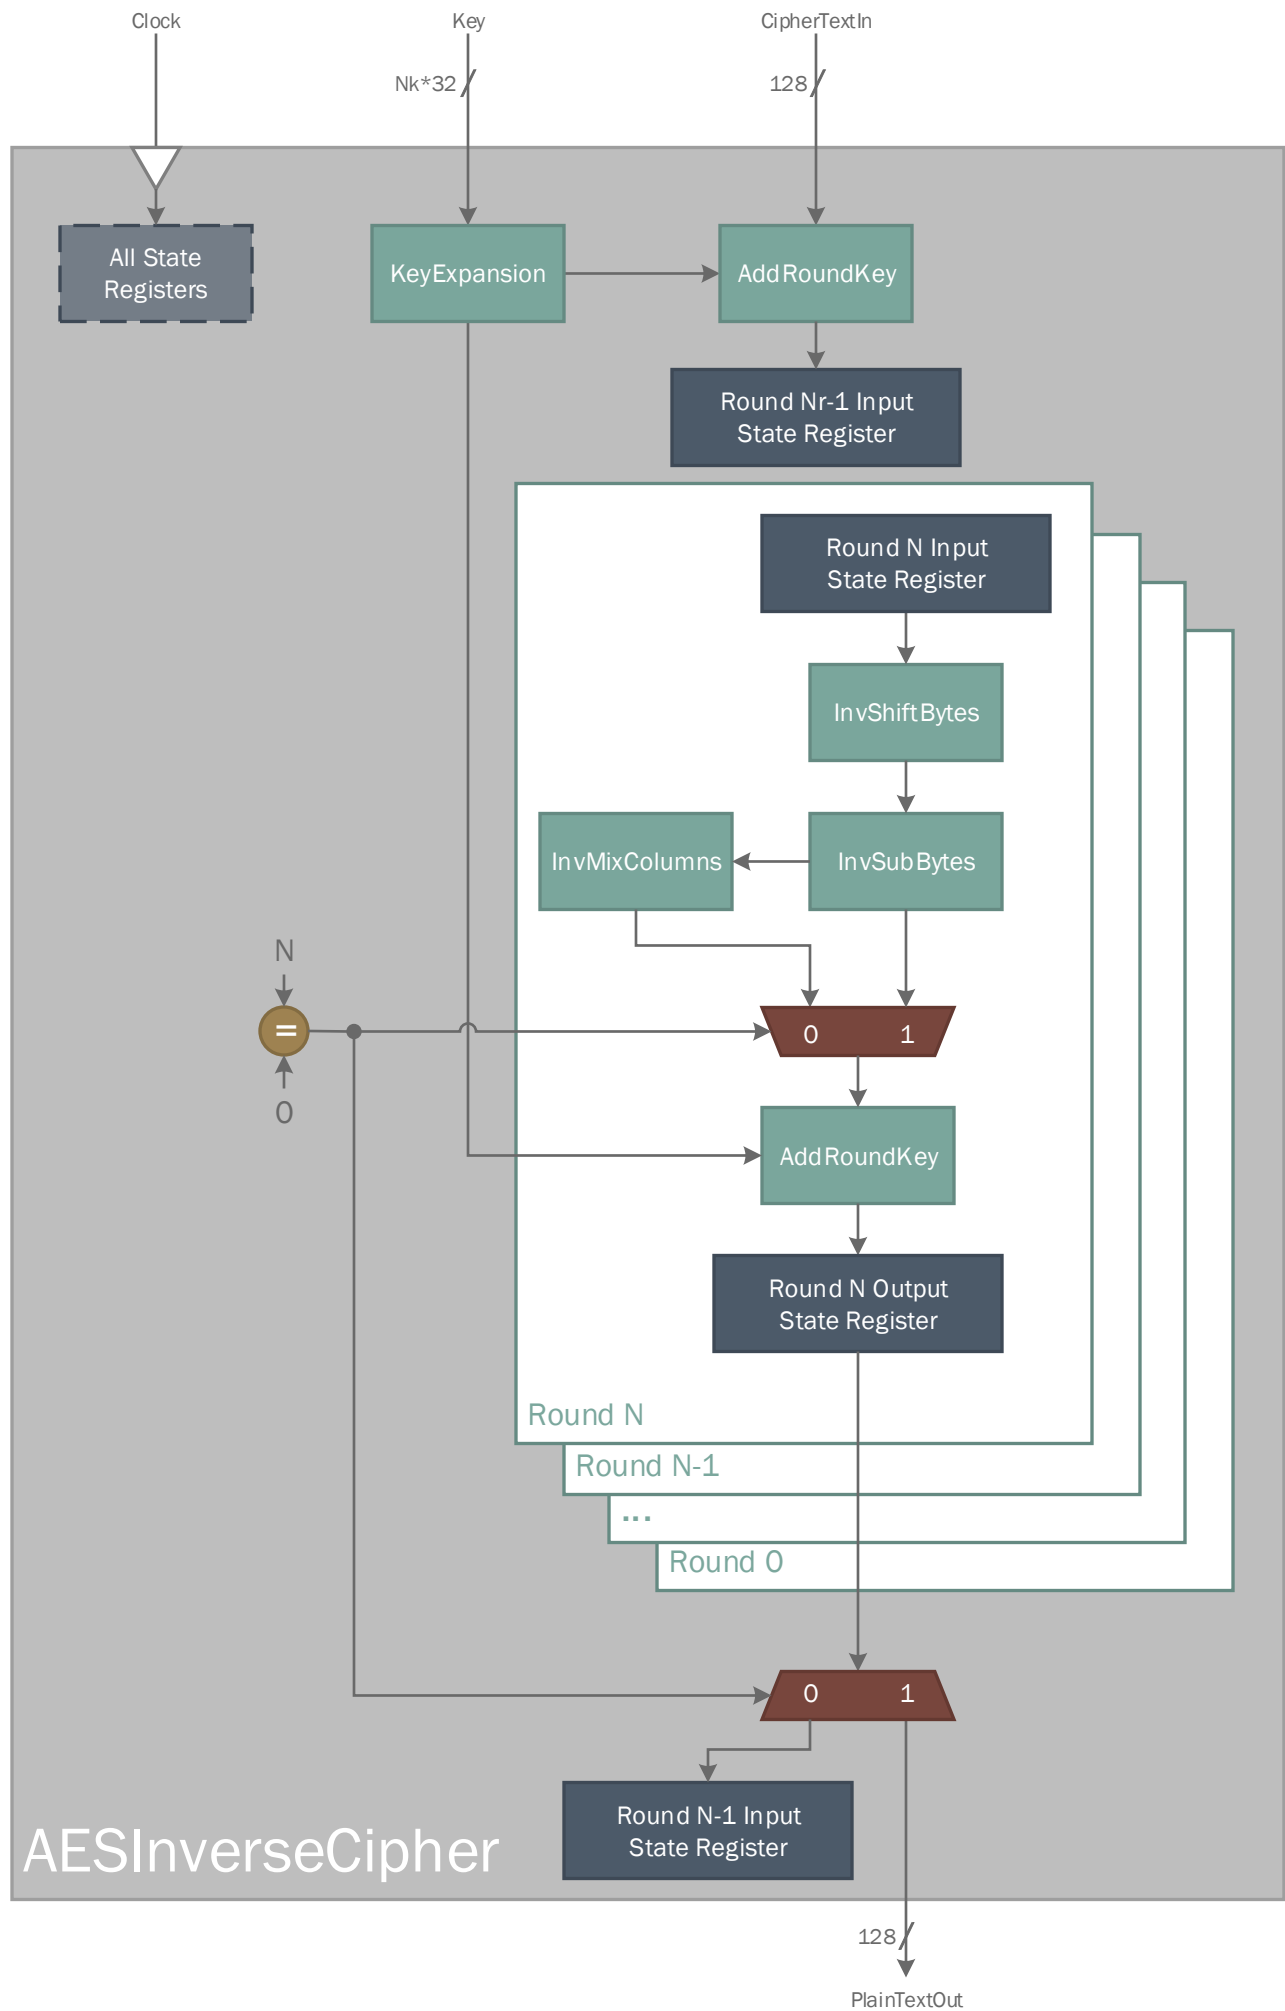 Clock
Key
CipherTextIn
Nk*32
128
All State
Registers
KeyExpansion
AddRoundKey
Round Nr-1 Input
State Register
Round N Input
State Register
InvShiftBytes
InvMixColumns
InvSubBytes
N
=
0
0 1
AddRoundKey
Round N Output
State Register
Round N
Round N-1
...
Round 0
0 1
Round N-1 Input
State Register
AESInverseCipher
128
PlainTextOut